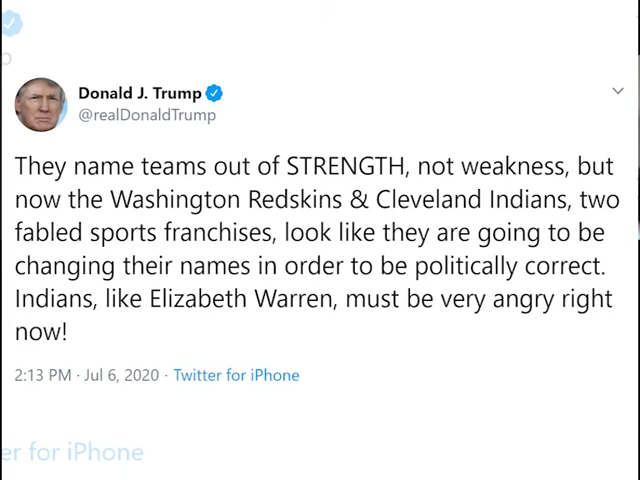 Donald J. Trump
@realDonaldTrump
They name teams out of STRENGTH, not weakness, but
now the Washington Redskins & Cleveland Indians, two
fabled sports franchises, look like they are going to be
changing their names in order to be politically correct.
Indians, like Elizabeth Warren, must be very angry right
now!
2:13 PM · Jul 6, 2020 · Twitter for iPhone
er for iPhone